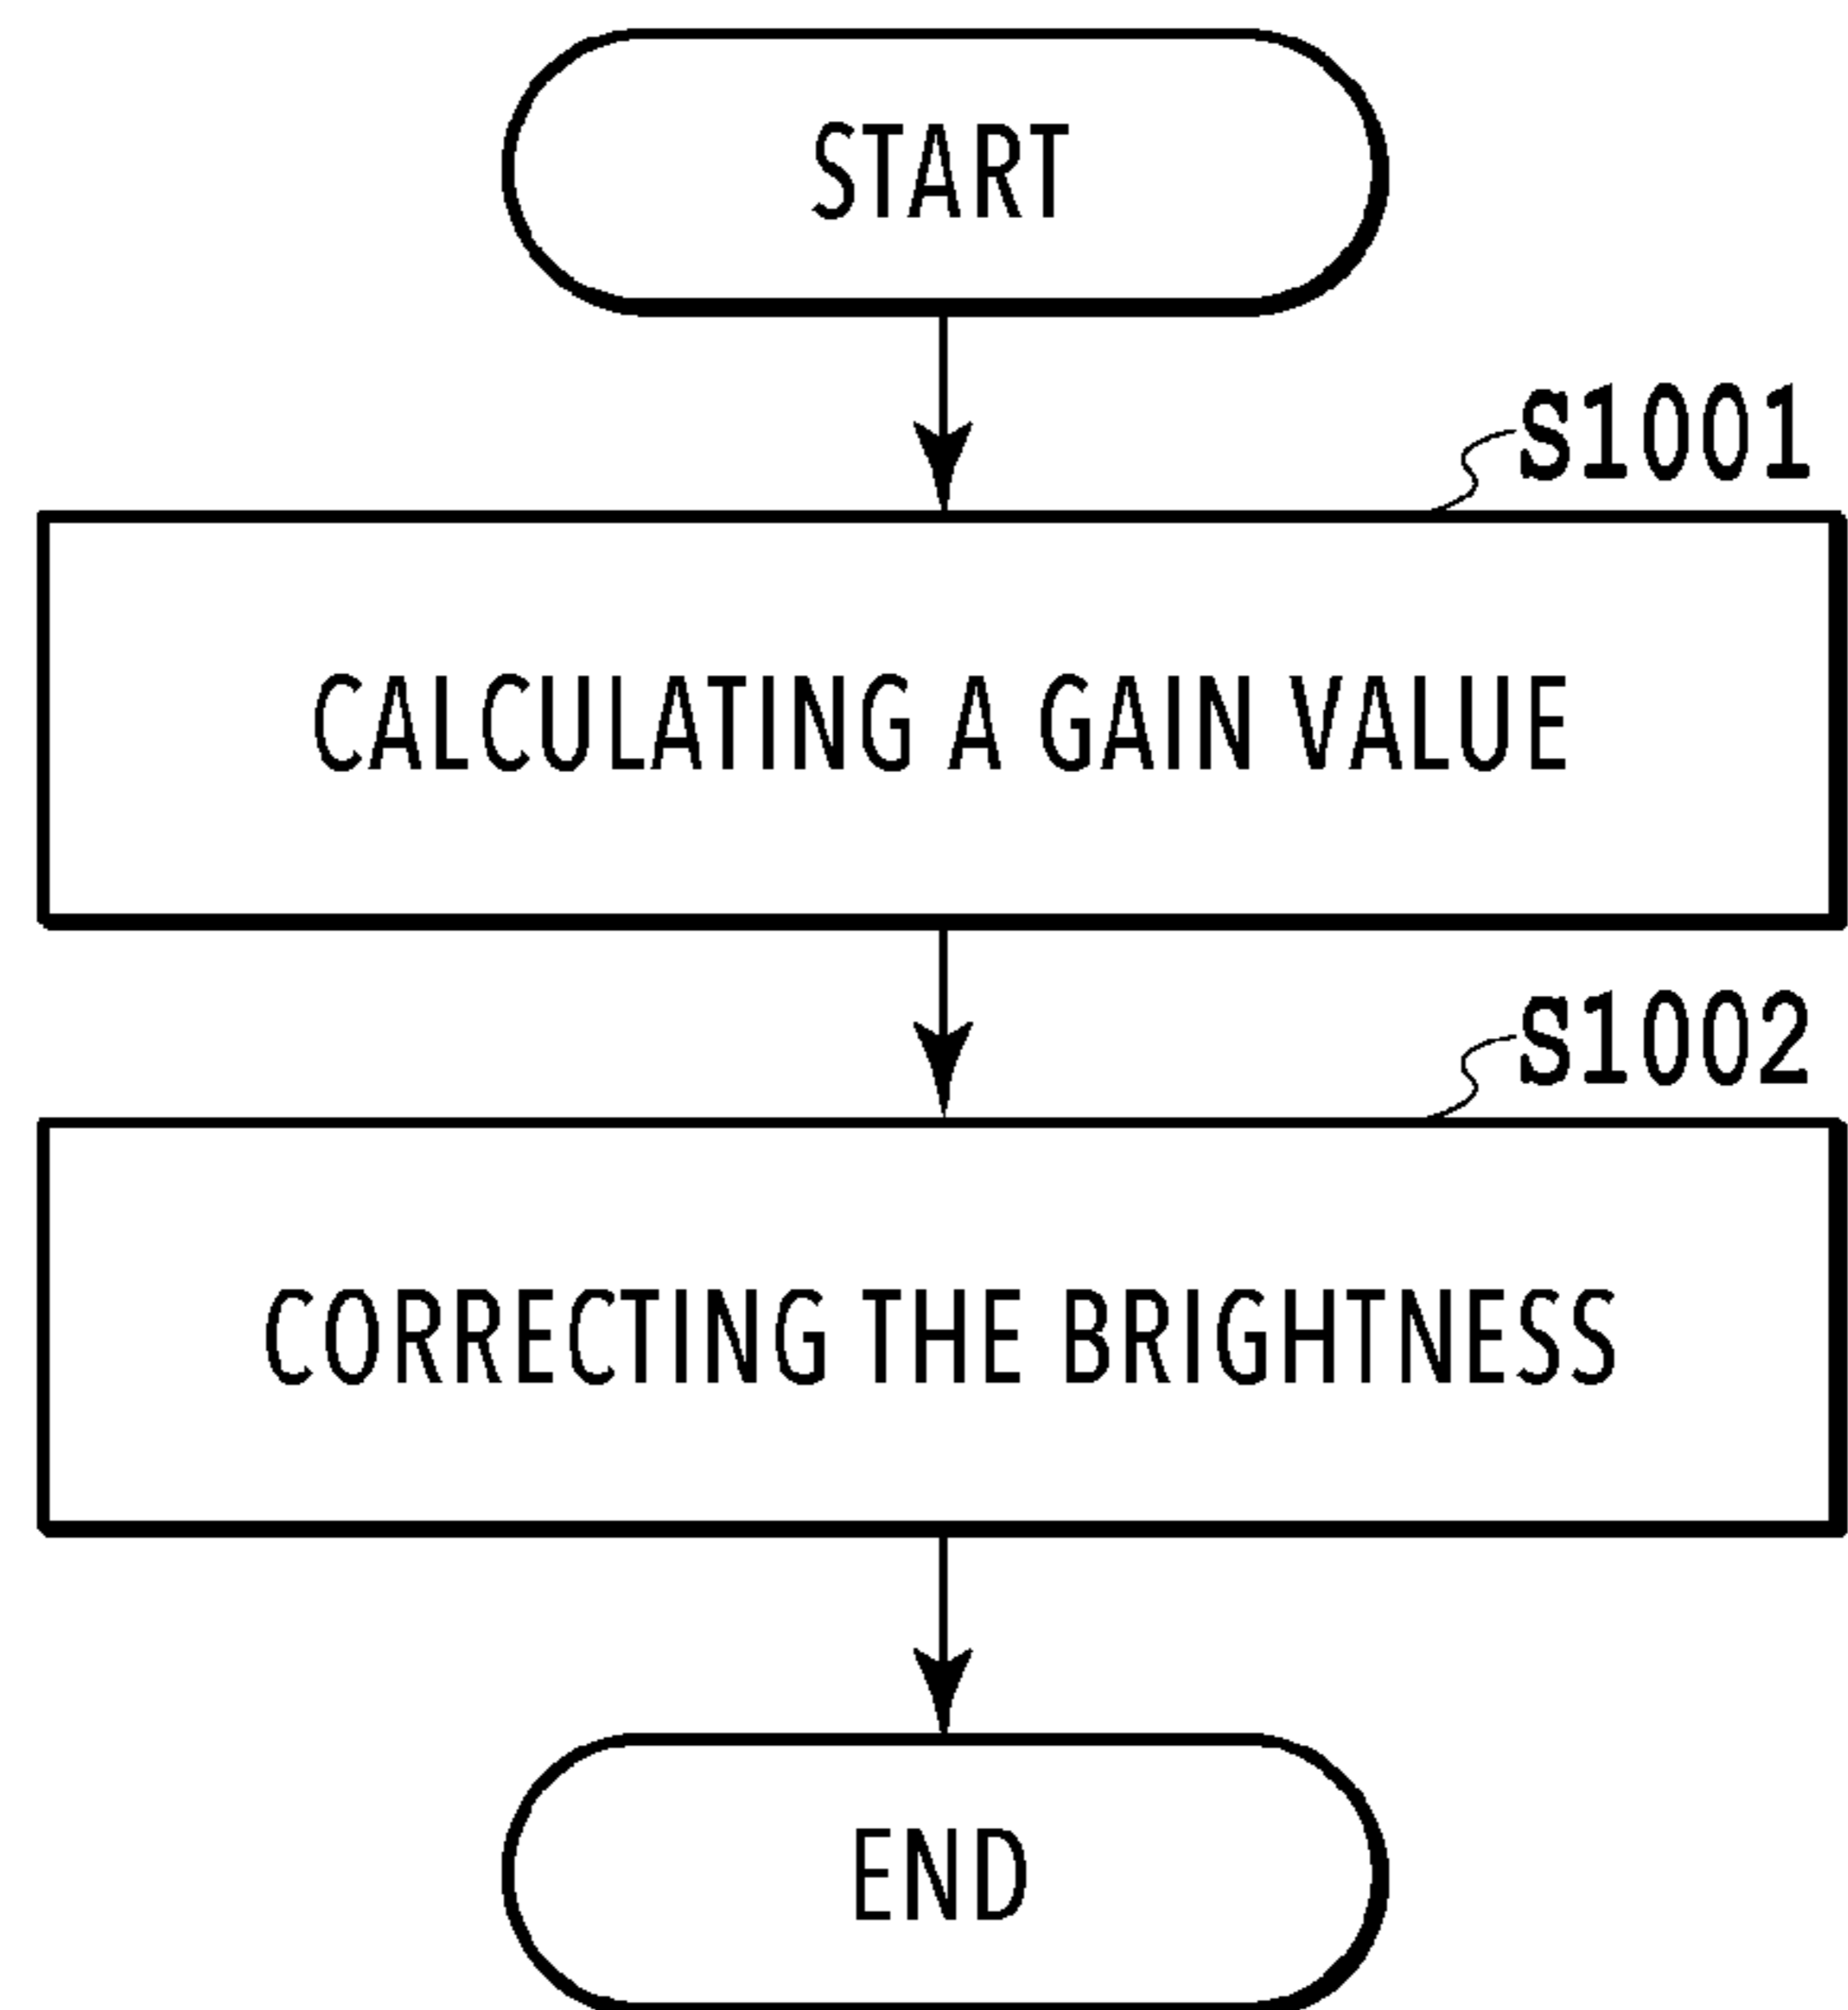 START
S1001
CALCULATING A GAIN VALUE
S1002
CORRECTING THE BRIGHTNESS
END